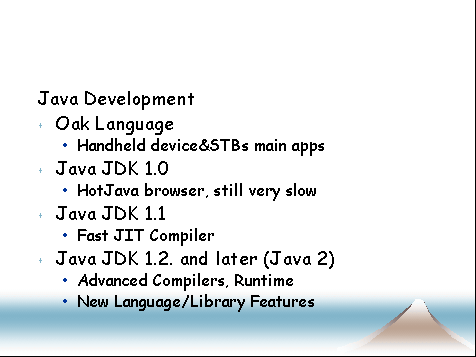 Java Development
Oak Language
Handheld device&STBs main apps
Java JDK 1.0
HotJava browser, still very slow
Java JDK 1.1
Fast JIT Compiler
Java JDK 1.2. and later (Java 2)
Advanced Compilers, Runtime
New Language/Library Features